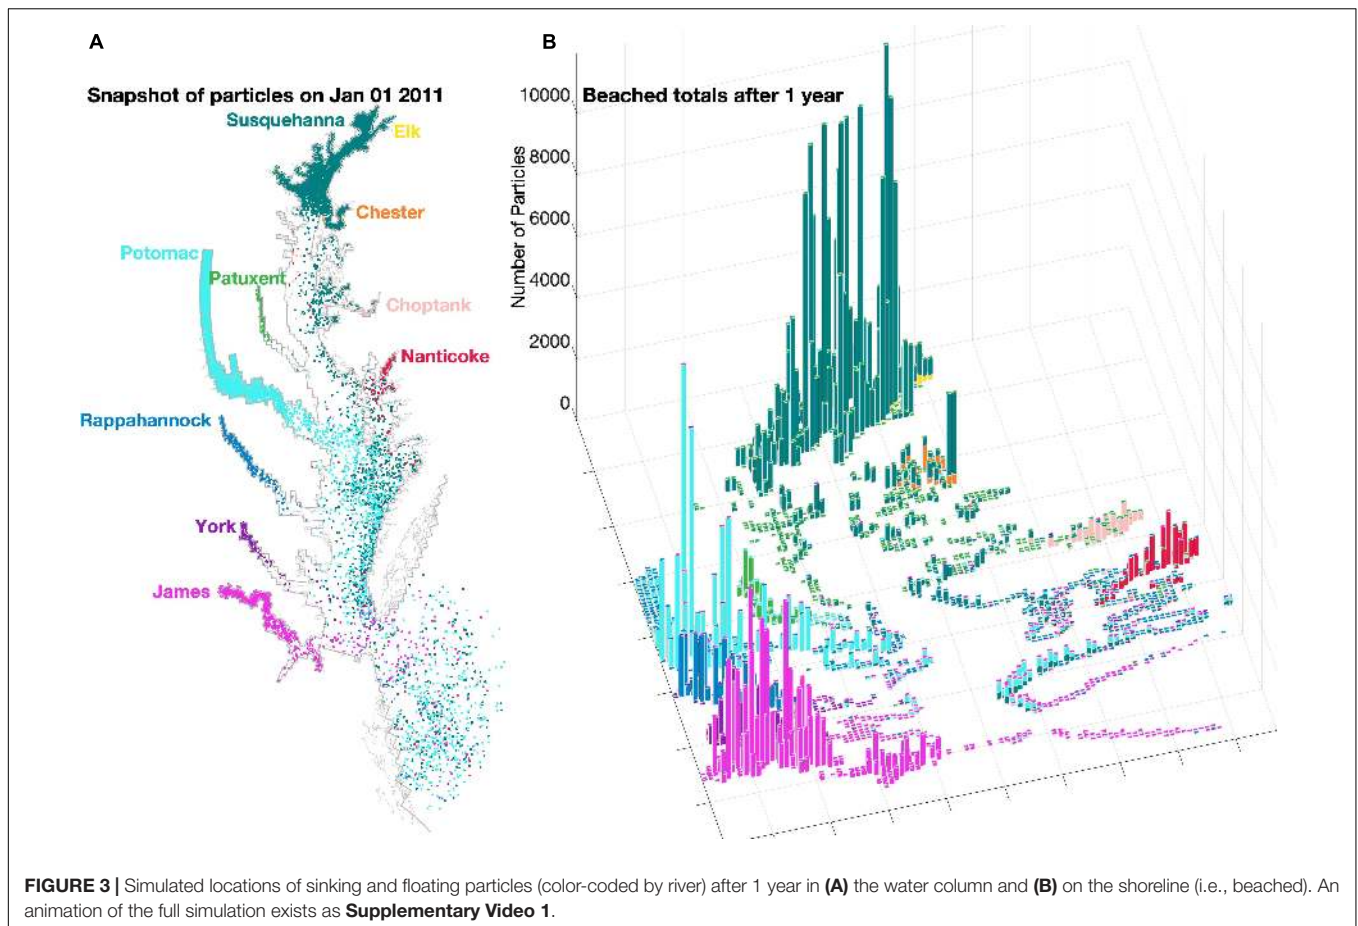 A
B
Snapshot of particles on Jan 01 2011
Beached totals after 1 year
Susquehanna
Elk
Chester
Potomac
Patuxent
Choptank
Nanticoke
Rappahannock
York
James
Number of Particles
10000
8000
6000
4000
2000
0
FIGURE 3 | Simulated locations of sinking and floating particles (color-coded by river) after 1 year in (A) the water column and (B) on the shoreline (i.e., beached). An
animation of the full simulation exists as Supplementary Video 1.